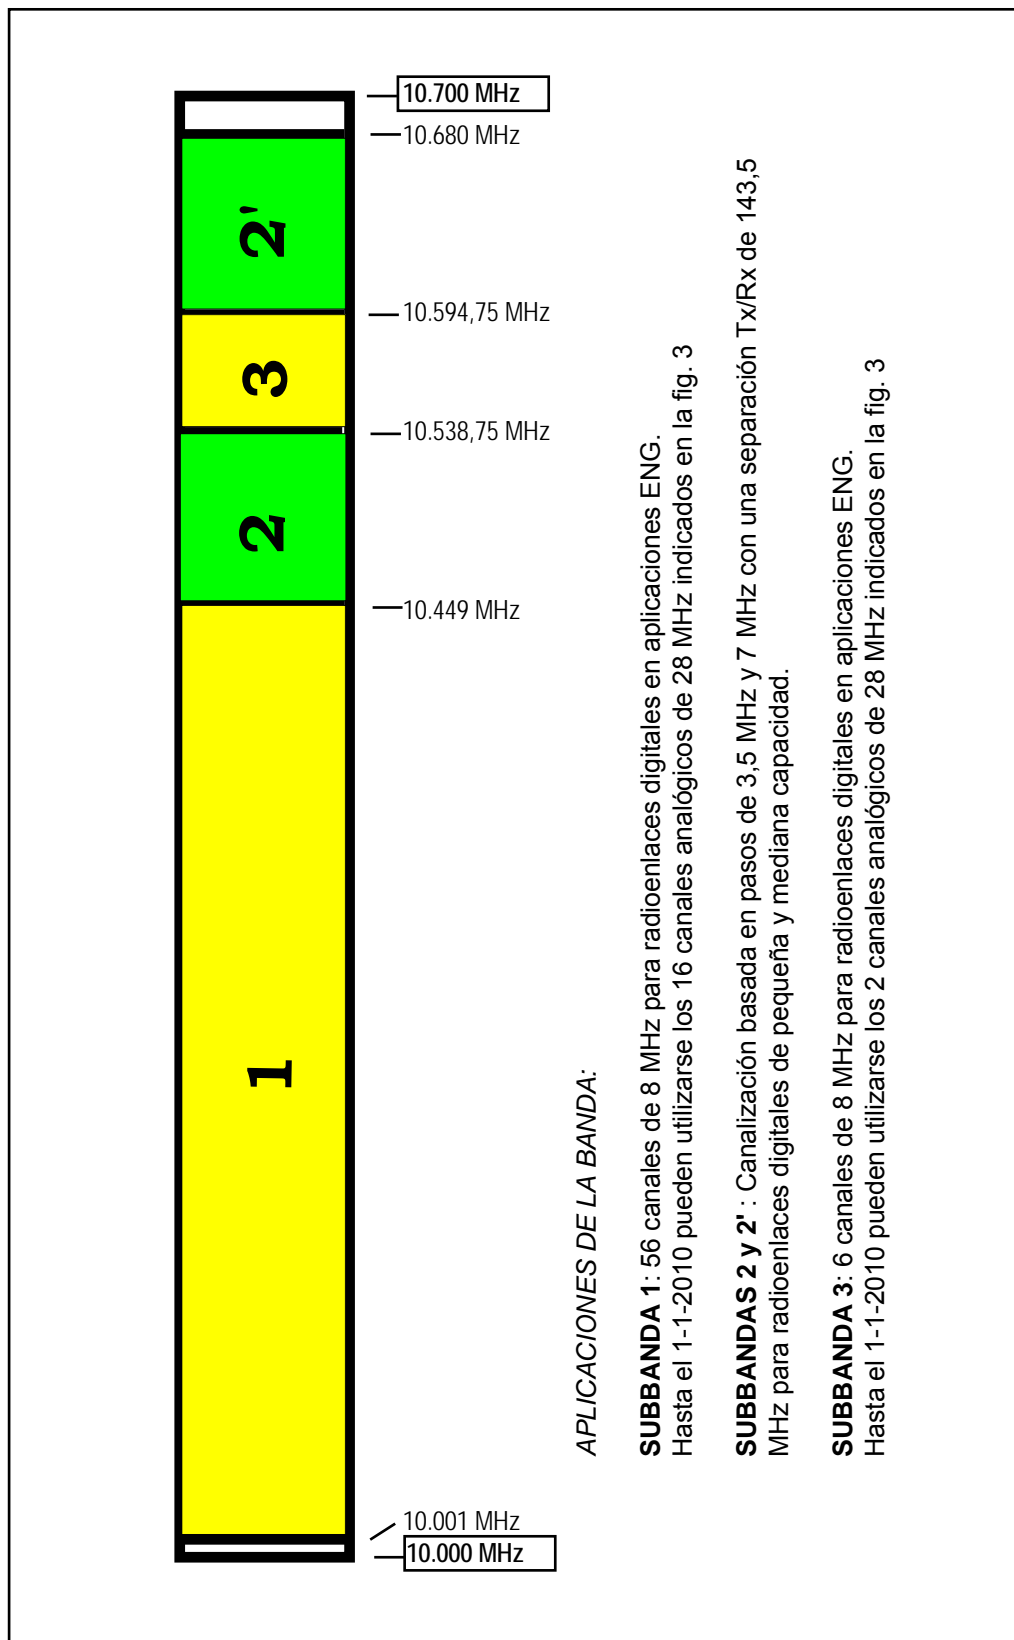 10.700 MHz
10.680 MHz
2'
10.594,75 MHz
3
10.538,75 MHz
2
10.449 MHz
1
10.001 MHz
10.000 MHz
APLICACIONES DE LA BANDA:
SUBBANDA 1: 56 canales de 8 MHz para radioenlaces digitales en aplicaciones ENG.
Hasta el 1-1-2010 pueden utilizarse los 16 canales analógicos de 28 MHz indicados en la fig. 3
SUBBANDAS 2 y 2' : Canalización basada en pasos de 3,5 MHz y 7 MHz con una separación Tx/Rx de 143,5
MHz para radioenlaces digitales de pequeña y mediana capacidad.
SUBBANDA 3: 6 canales de 8 MHz para radioenlaces digitales en aplicaciones ENG.
Hasta el 1-1-2010 pueden utilizarse los 2 canales analógicos de 28 MHz indicados en la fig. 3